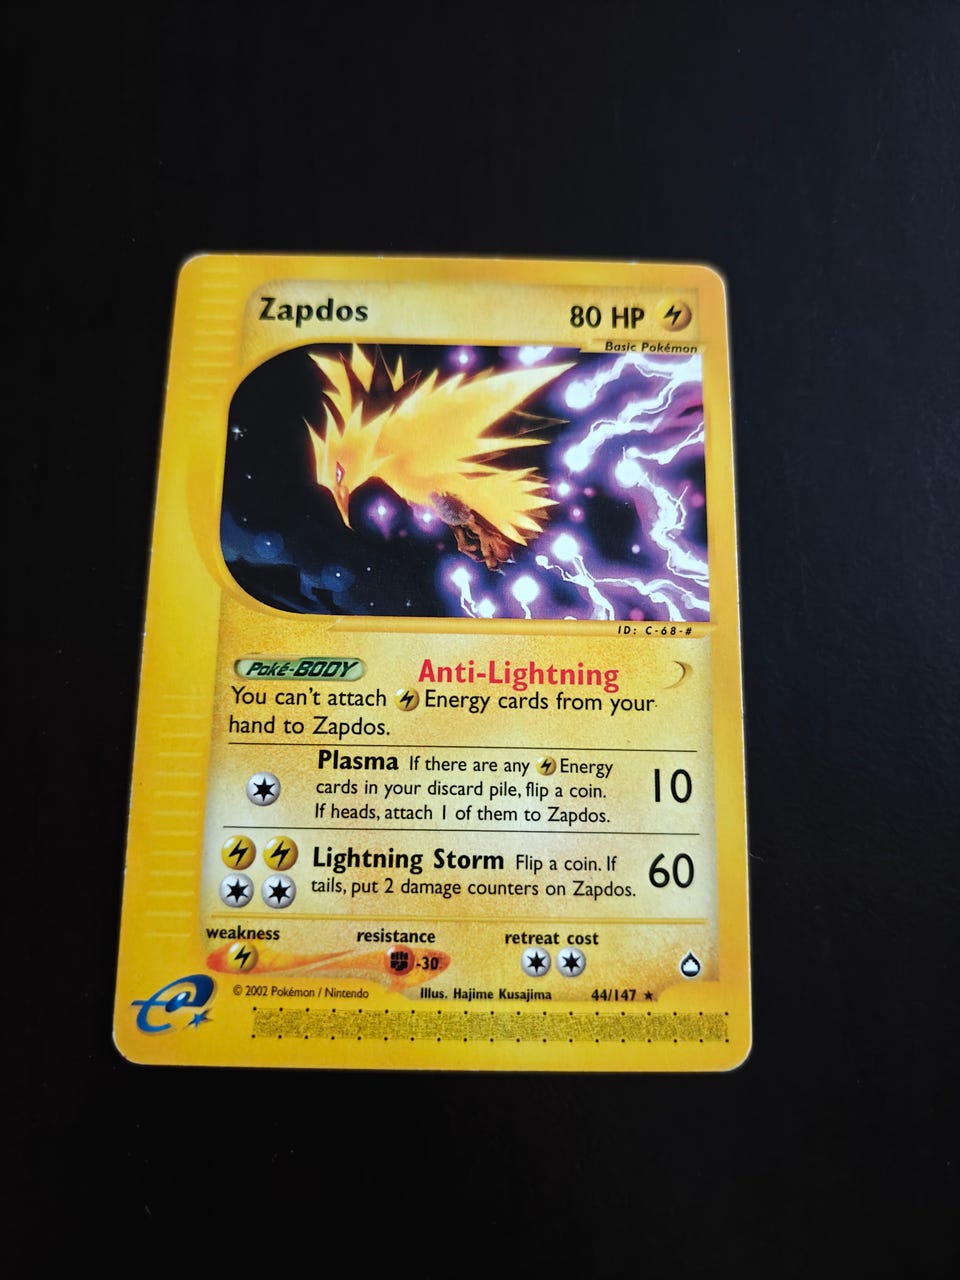 Zapdos
80 HP
Basic Pokémon
ID: C-68-#
Poké-BODY Anti-Lightning
You can't attach Energy cards from your
hand to Zapdos.
Plasma If there are any Energy
cards in your discard pile, flip a coin.
If heads, attach 1 of them to Zapdos.
10
Lightning Storm Flip a coin. If
tails, put 2 damage counters on Zapdos.
60
weakness resistance retreat cost
-30
© 2002 Pokémon / Nintendo Illus. Hajime Kusajima 44/147 ★
e